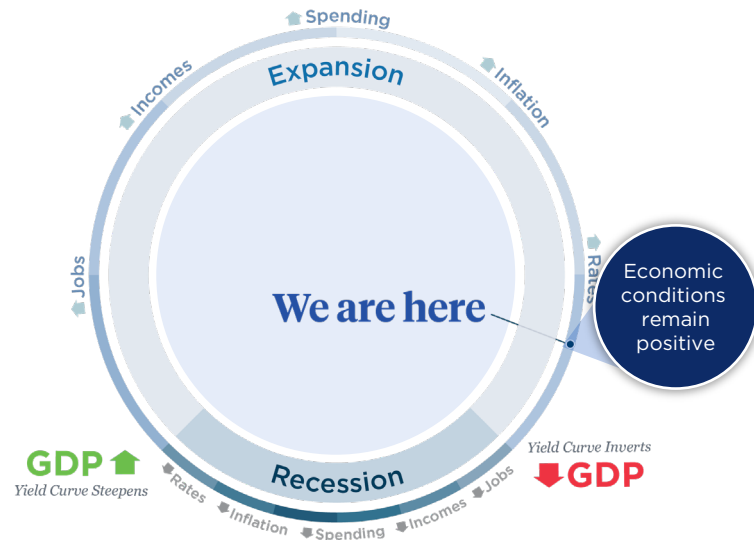 Spending
Expansion
Incomes
Inflation
Jobs
Rates
Economic
conditions
remain
positive
We are here
GDP
Yield Curve Steepens
Yield Curve Inverts
GDP
Recession
Rates
Inflation
Spending
Incomes
Jobs